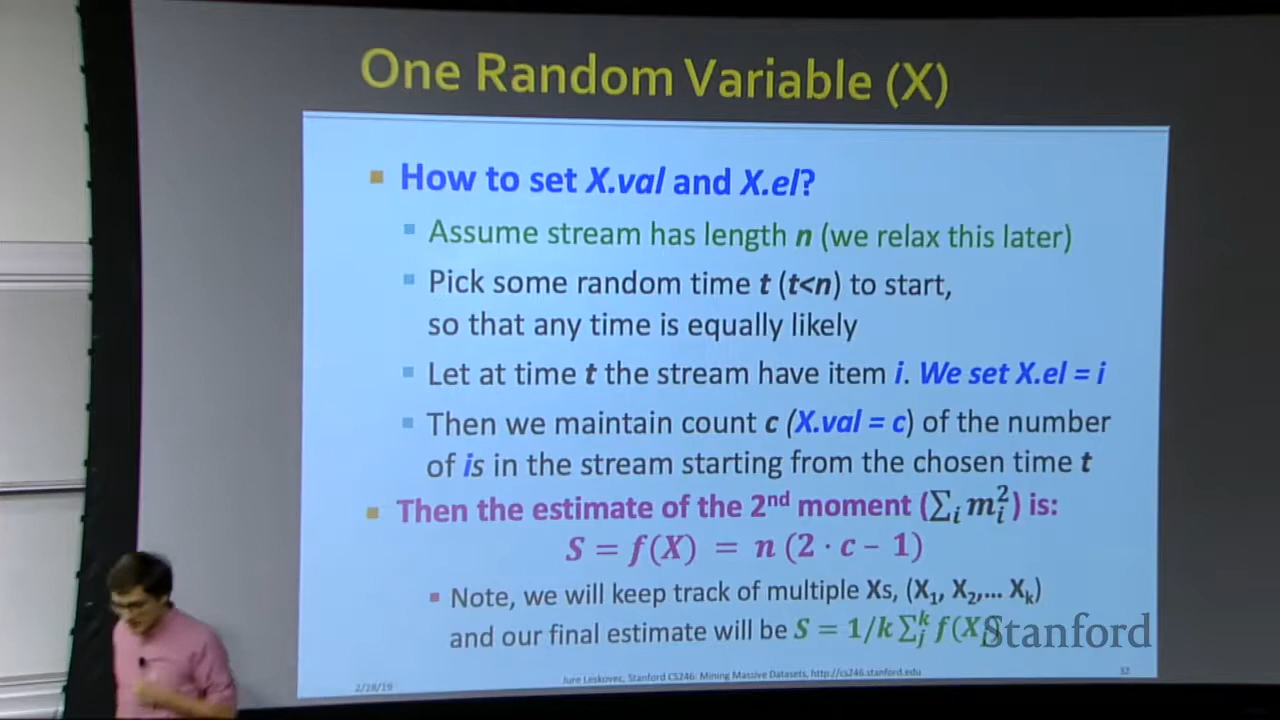 One Random Variable (X)
How to set X.val and X.el?
Assume stream has length n (we relax this later)
Pick some random time t (t<n) to start,
so that any time is equally likely
Let at time t the stream have item i. We set X.el = i
Then we maintain count c (X.val = c) of the number
of is in the stream starting from the chosen time t
Then the estimate of the 2nd moment (∑ᵢ mᵢ²) is:
S = f(X) = n (2 · c – 1)
Note, we will keep track of multiple Xs, (X₁, X₂,... Xₖ)
and our final estimate will be S = 1/k ∑ⱼᵏ f(X
Stanford
2/28/19
Jure Leskovec, Stanford CS246: Mining Massive Datasets, http://cs246.stanford.edu